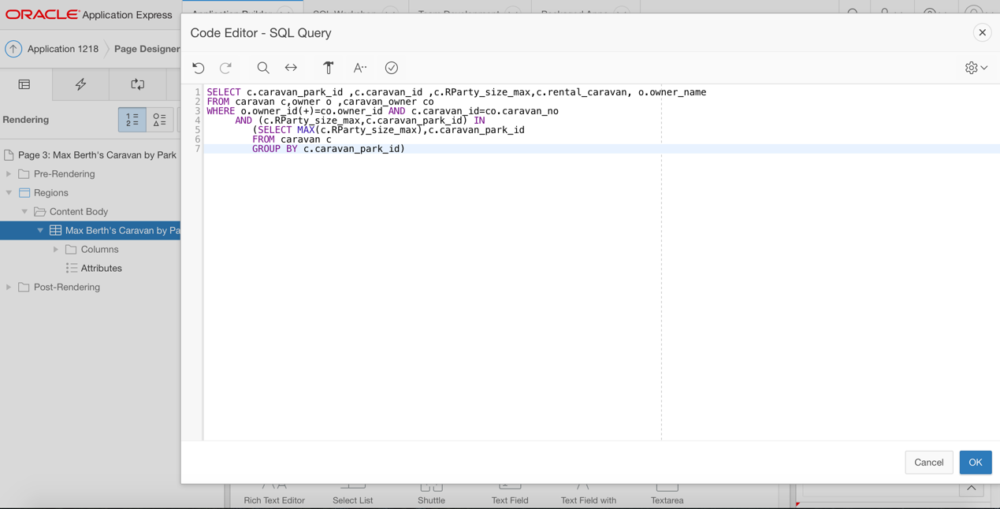 ORACLE Application Express
Code Editor - SQL Query
Application 1218
Page Designer
Rendering
Page 3: Max Berth's Caravan by Park
Pre-Rendering
Regions
Content Body
Max Berth's Caravan by Pa
Columns
Attributes
Post-Rendering
1 SELECT c.caravan_park_id ,c.caravan_id ,c.RParty_size_max,c.rental_caravan, o.owner_name
2 FROM caravan c,owner o ,caravan_owner co
3 WHERE o.owner_id(+)=co.owner_id AND c.caravan_id=co.caravan_no
4 AND (c.RParty_size_max,c.caravan_park_id) IN
5 (SELECT MAX(c.RParty_size_max),c.caravan_park_id
6 FROM caravan c
7 GROUP BY c.caravan_park_id)
Cancel
OK
Rich Text Editor
Select List
Shuttle
Text Field
Text Field with
Textarea